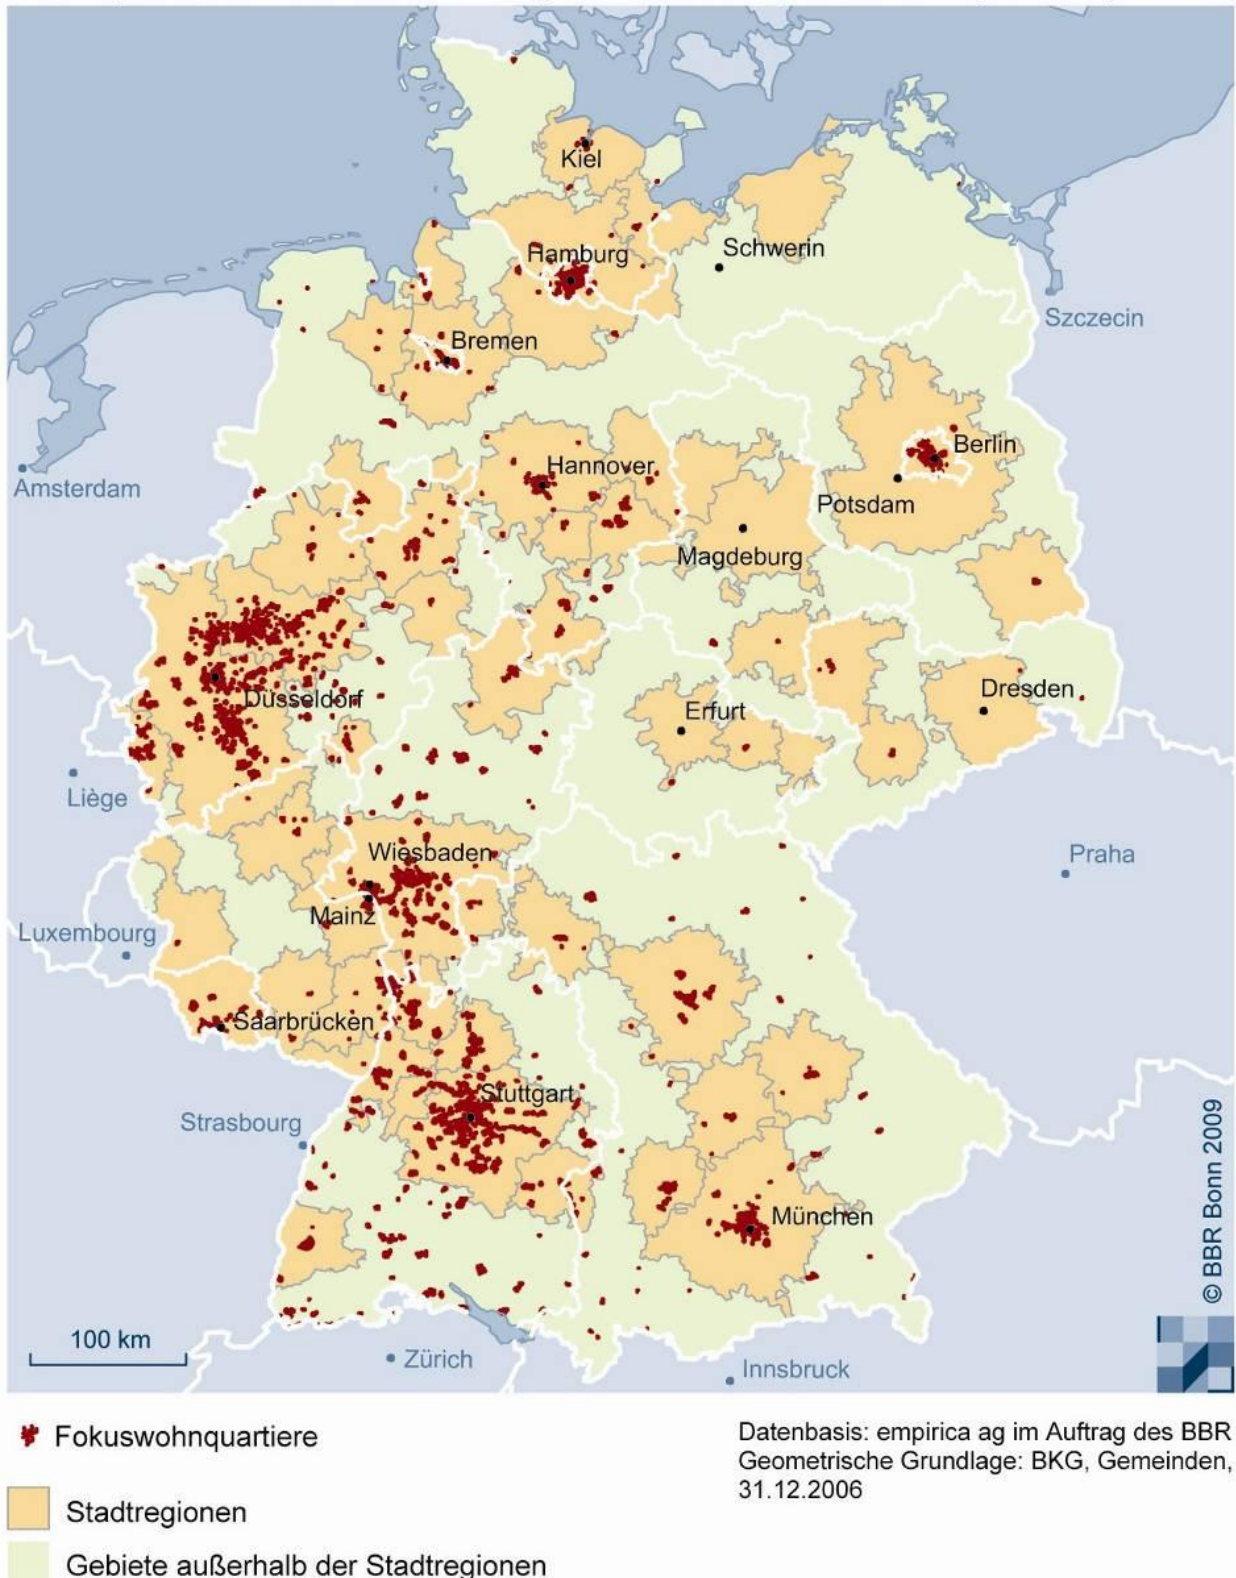 Kiel
Schwerin
Hamburg
Szczecin
Bremen
Berlin
Hannover
Amsterdam
Potsdam
Magdeburg
Düsseldorf
Dresden
Erfurt
Liège
Wiesbaden
Praha
Mainz
Luxembourg
Saarbrücken
Stuttgart
Strasbourg
München
© BBR Bonn 2009
100 km
Zürich
Innsbruck
Fokuswohnquartiere
Datenbasis: empirica ag im Auftrag des BBR
Geometrische Grundlage: BKG, Gemeinden,
31.12.2006
Stadtregionen
Gebiete außerhalb der Stadtregionen